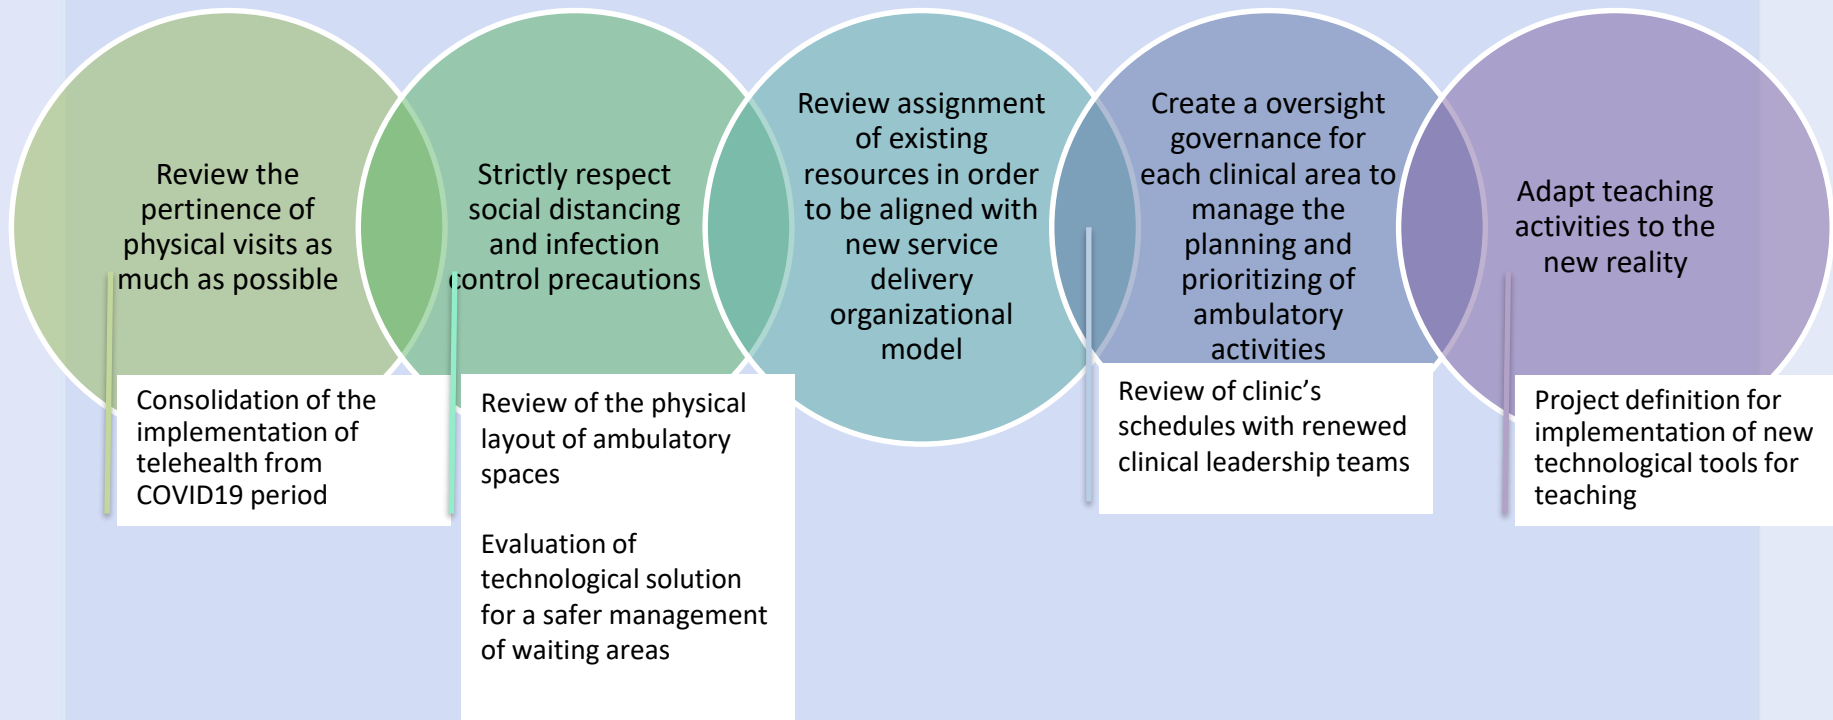 Review the
pertinence of
physical visits as
much as possible
Consolidation of the
implementation of
telehealth from
COVID19 period
Strictly respect
social distancing
and infection
control precautions
Review of the physical
layout of ambulatory
spaces
Evaluation of
technological solution
for a safer management
of waiting areas
Review assignment
of existing
resources in order
to be aligned with
new service
delivery
organizational
model
Create a oversight
governance for
each clinical area to
manage the
planning and
prioritizing of
ambulatory
activities
Review of clinic’s
schedules with renewed
clinical leadership teams
Adapt teaching
activities to the
new reality
Project definition for
implementation of new
technological tools for
teaching